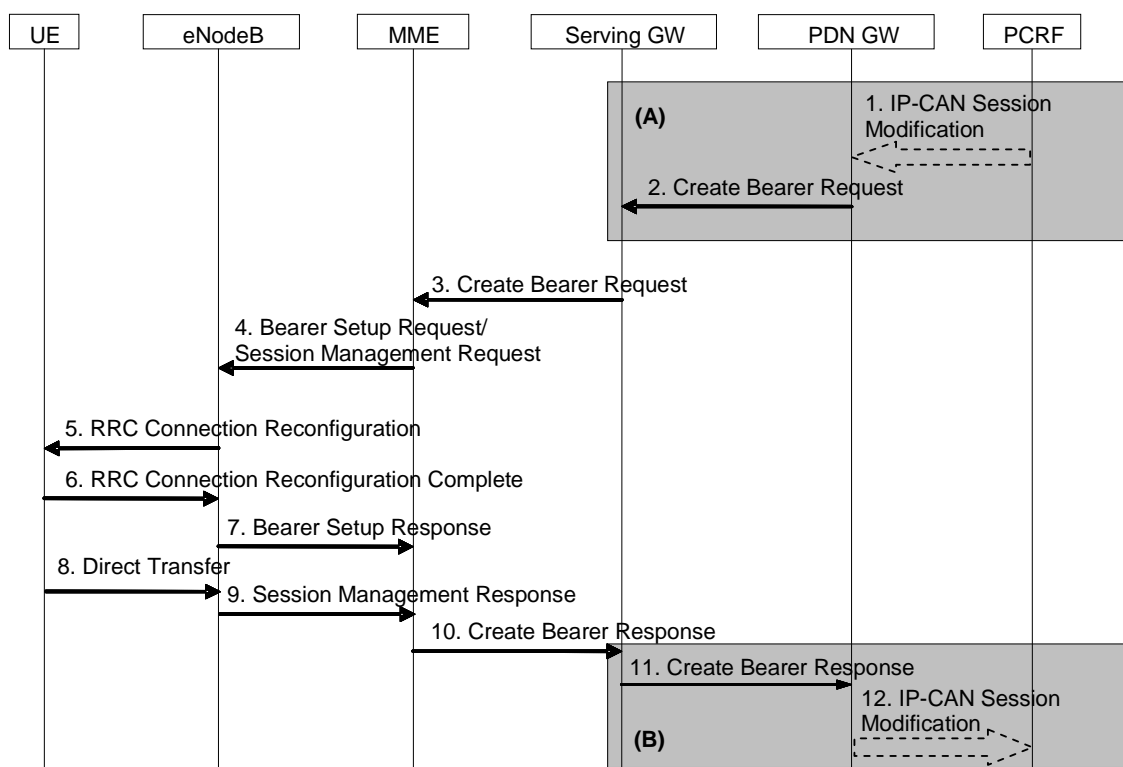 UE
eNodeB
MME
Serving GW
PDN GW
PCRF
(A)
1. IP-CAN Session
Modification
2. Create Bearer Request
3. Create Bearer Request
4. Bearer Setup Request/
Session Management Request
5. RRC Connection Reconfiguration
6. RRC Connection Reconfiguration Complete
7. Bearer Setup Response
8. Direct Transfer
9. Session Management Response
10. Create Bearer Response
11. Create Bearer Response
12. IP-CAN Session
Modification
(B)